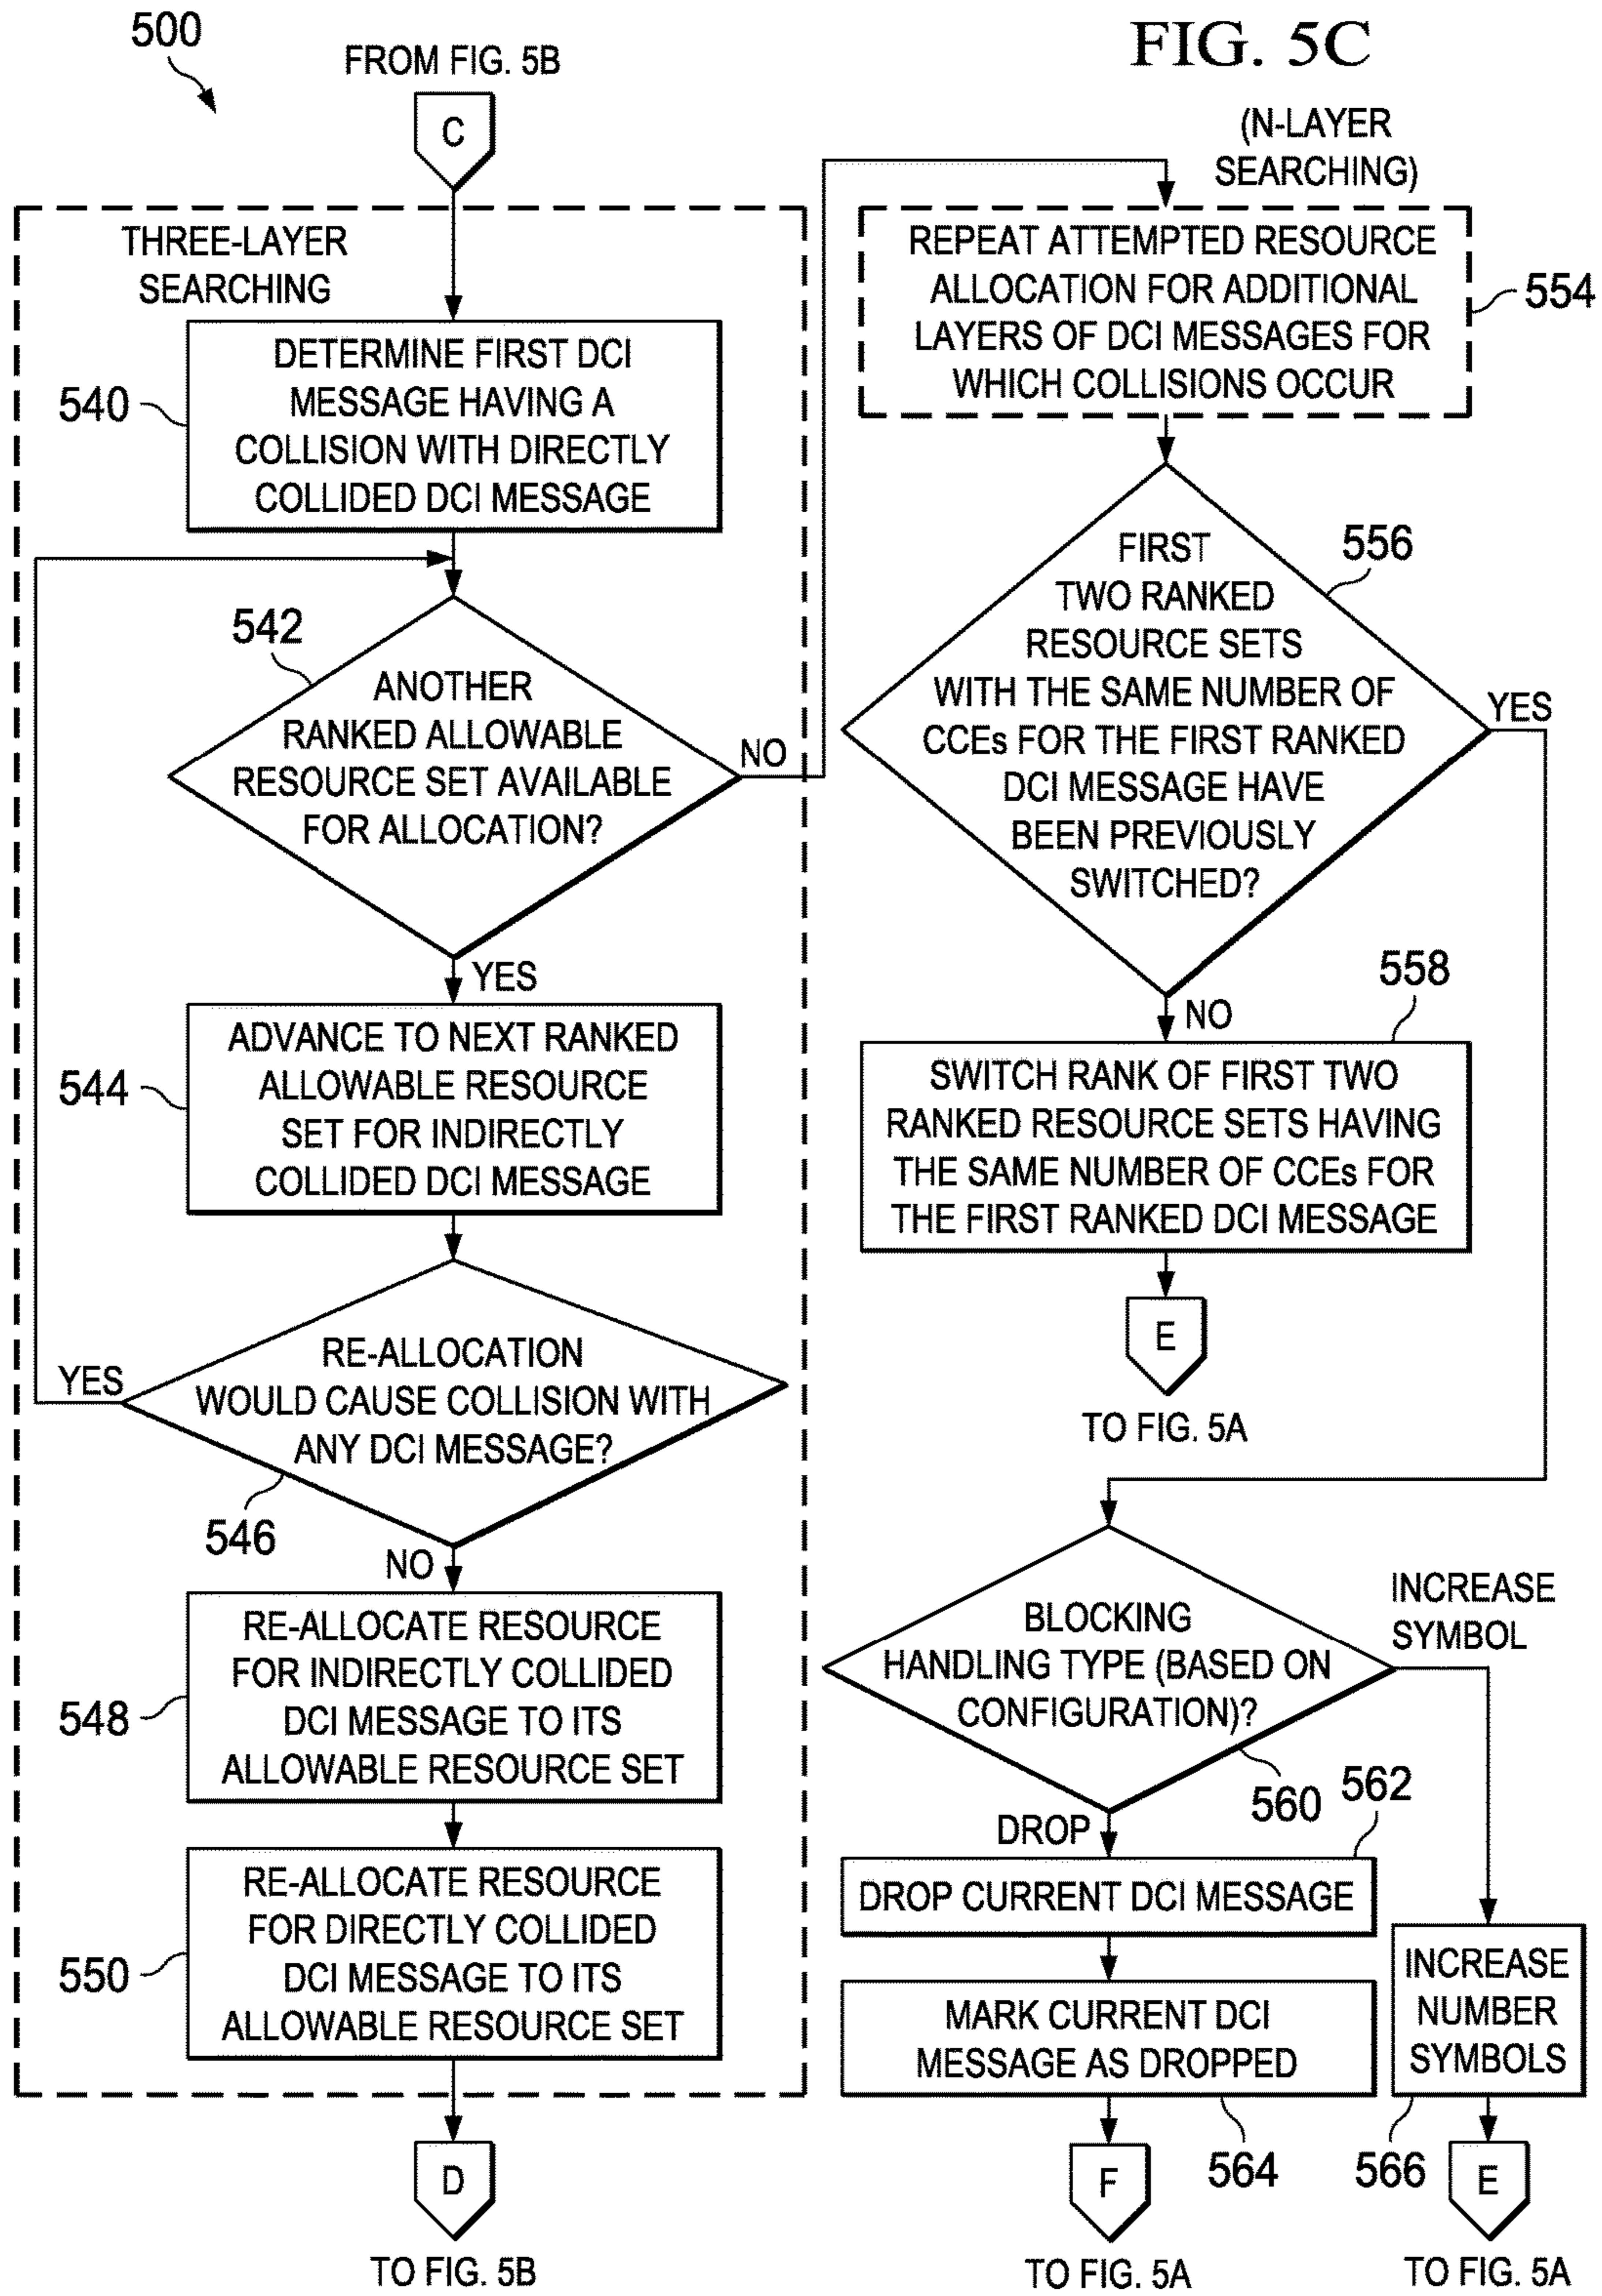 500
FROM FIG. 5B
FIG. 5C
C
(N-LAYER
SEARCHING)
THREE-LAYER
SEARCHING
540
DETERMINE FIRST DCI
MESSAGE HAVING A
COLLISION WITH DIRECTLY
COLLIDED DCI MESSAGE
542
ANOTHER
RANKED ALLOWABLE
RESOURCE SET AVAILABLE
FOR ALLOCATION?
NO
YES
544
ADVANCE TO NEXT RANKED
ALLOWABLE RESOURCE
SET FOR INDIRECTLY
COLLIDED DCI MESSAGE
RE-ALLOCATION
WOULD CAUSE COLLISION WITH
ANY DCI MESSAGE?
YES
546
NO
548
RE-ALLOCATE RESOURCE
FOR INDIRECTLY COLLIDED
DCI MESSAGE TO ITS
ALLOWABLE RESOURCE SET
550
RE-ALLOCATE RESOURCE
FOR DIRECTLY COLLIDED
DCI MESSAGE TO ITS
ALLOWABLE RESOURCE SET
D
TO FIG. 5B
REPEAT ATTEMPTED RESOURCE
ALLOCATION FOR ADDITIONAL
LAYERS OF DCI MESSAGES FOR
WHICH COLLISIONS OCCUR
554
FIRST
TWO RANKED
RESOURCE SETS
WITH THE SAME NUMBER OF
CCEs FOR THE FIRST RANKED
DCI MESSAGE HAVE
BEEN PREVIOUSLY
SWITCHED?
556
YES
NO
558
SWITCH RANK OF FIRST TWO
RANKED RESOURCE SETS HAVING
THE SAME NUMBER OF CCEs FOR
THE FIRST RANKED DCI MESSAGE
E
TO FIG. 5A
BLOCKING
HANDLING TYPE (BASED ON
CONFIGURATION)?
INCREASE
SYMBOL
560
DROP
562
DROP CURRENT DCI MESSAGE
MARK CURRENT DCI
MESSAGE AS DROPPED
564
F
TO FIG. 5A
INCREASE
NUMBER
SYMBOLS
566
E
TO FIG. 5A